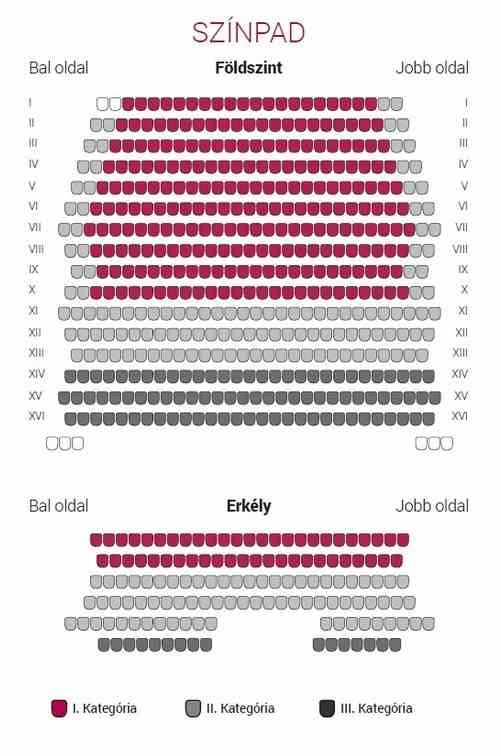 SZÍNPAD
Bal oldal Földszint Jobb oldal
I I
II II
III III
IV IV
V V
VI VI
VII VII
VIII VIII
IX IX
X X
XI XI
XII XII
XIII XIII
XIV XIV
XV XV
XVI XVI
Bal oldal Erkély Jobb oldal
I. Kategória II. Kategória III. Kategória